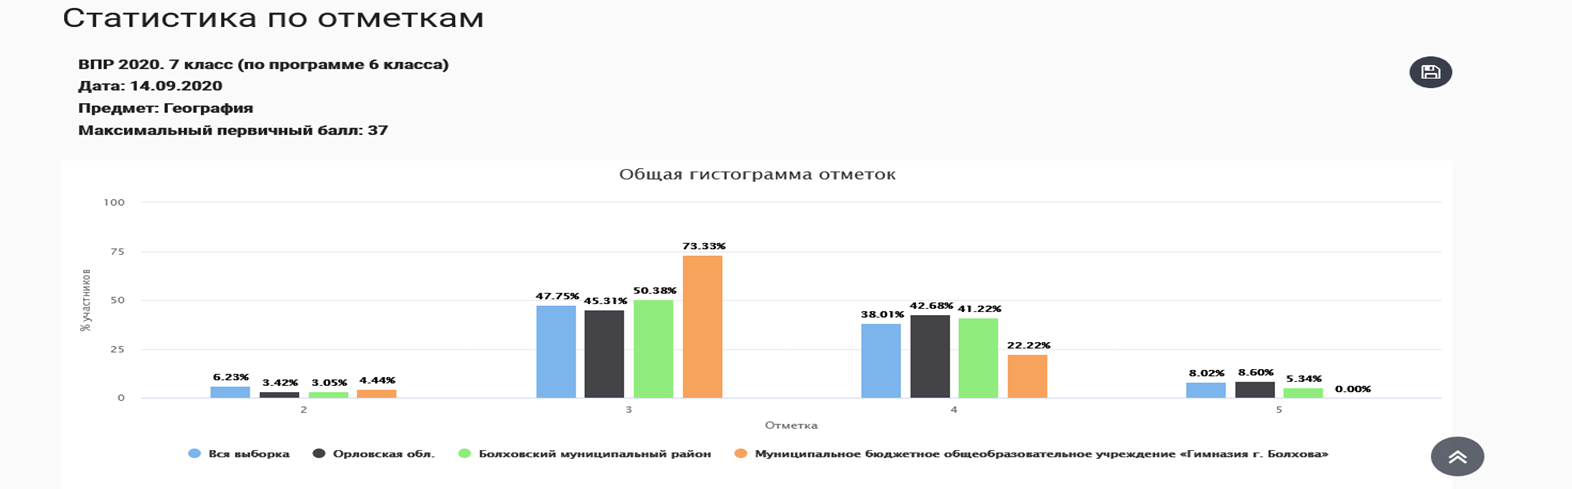 Статистика по отметкам
ВПР 2020. 7 класс (по программе 6 класса)
Дата: 14.09.2020
Предмет: География
Максимальный первичный балл: 37
Общая гистограмма отметок
100
75
50
25
0
% участников
6.23% 3.42% 3.05% 4.44%
47.75% 45.31% 50.38% 73.33%
38.01% 42.68% 41.22% 22.22%
8.02% 8.60% 5.34% 0.00%
2 3 4 5
Отметка
Вся выборка Орловская обл. Болховский муниципальный район Муниципальное бюджетное общеобразовательное учреждение «Гимназия г. Болхова»